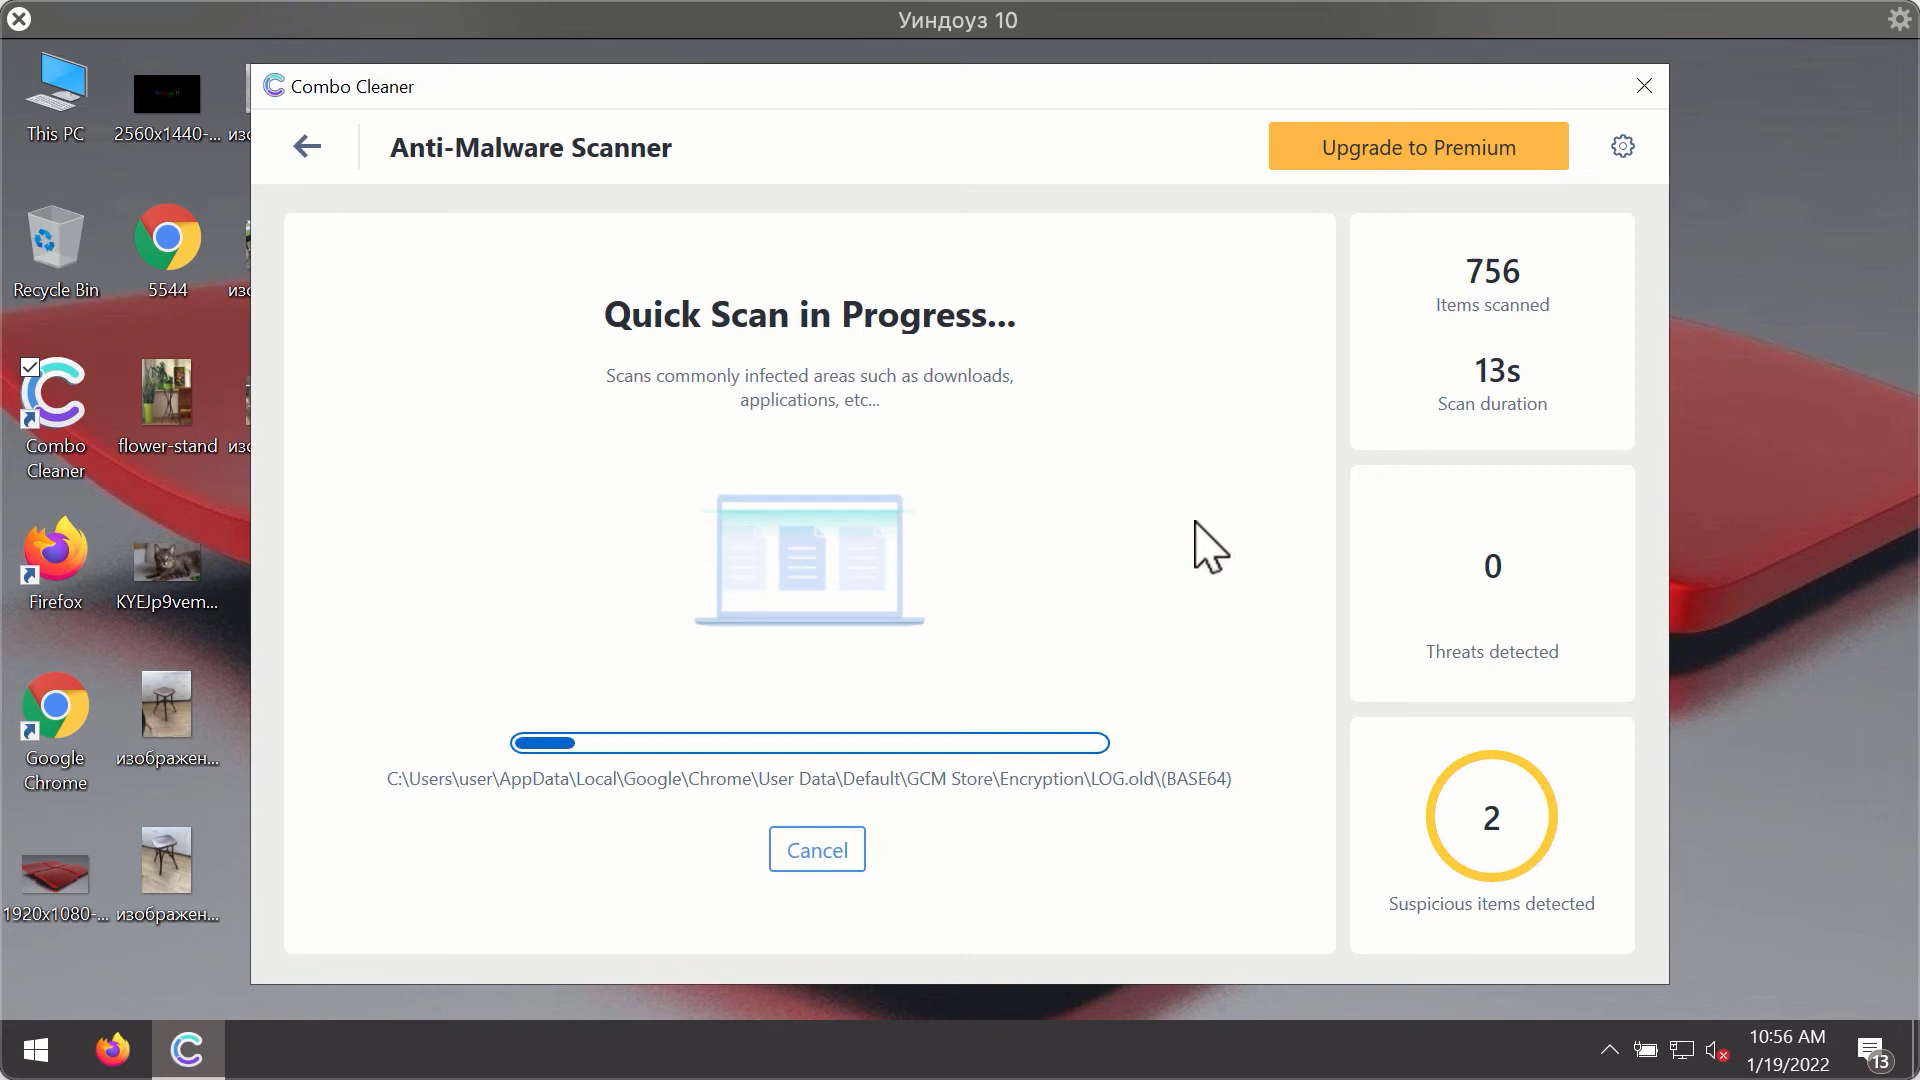 Уиндоуз 10
This PC
2560x1440-...
изо
Combo Cleaner
Anti-Malware Scanner
Upgrade to Premium
Recycle Bin
5544
изо
Combo
Cleaner
flower-stand
изо
Firefox
KYEJp9vem...
Google
Chrome
изображен...
1920x1080-...
изображен...
Quick Scan in Progress...
Scans commonly infected areas such as downloads,
applications, etc...
C:\Users\user\AppData\Local\Google\Chrome\User Data\Default\GCM Store\Encryption\LOG.old\(BASE64)
Cancel
756
Items scanned
13s
Scan duration
0
Threats detected
2
Suspicious items detected
10:56 AM
1/19/2022
13